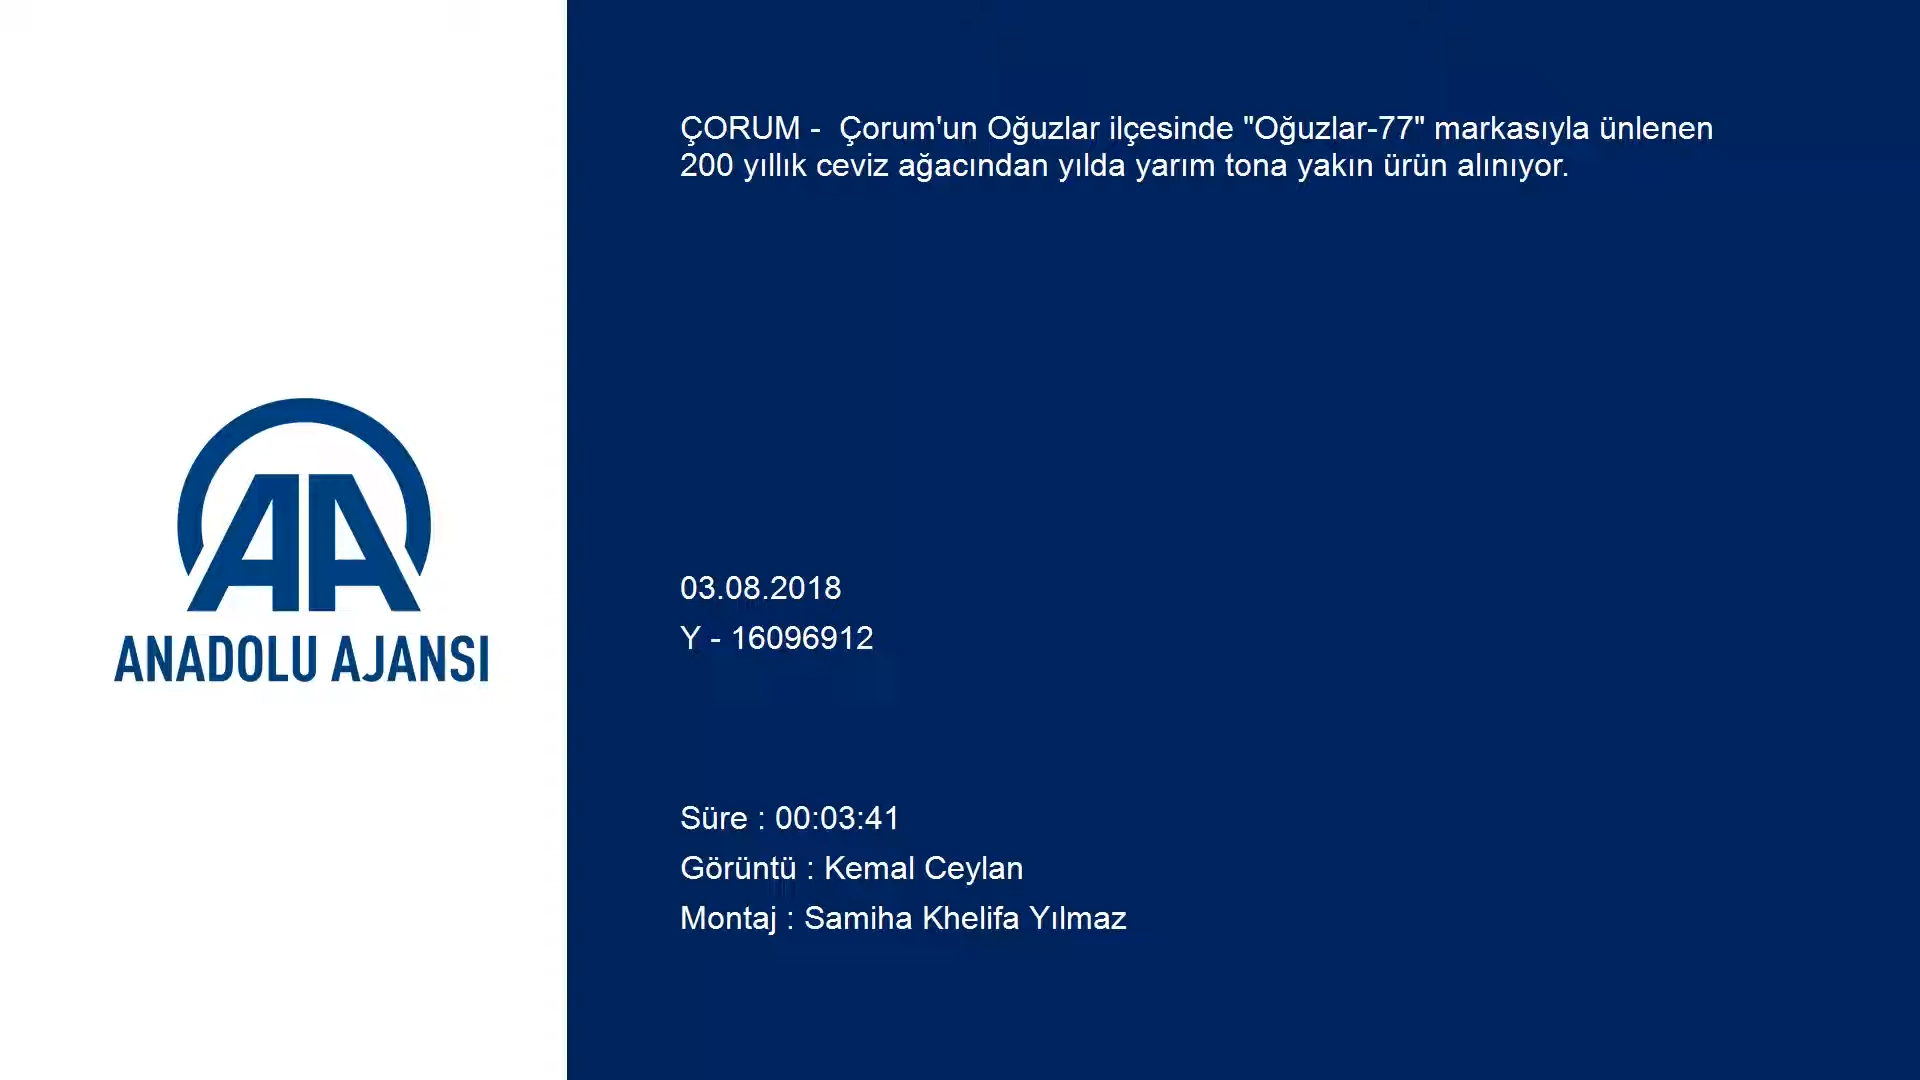 ÇORUM -  Çorum'un Oğuzlar ilçesinde "Oğuzlar-77" markasıyla ünlenen
200 yıllık ceviz ağacından yılda yarım tona yakın ürün alınıyor.
AA
ANADOLU AJANSI
03.08.2018
Y - 16096912
Süre : 00:03:41
Görüntü : Kemal Ceylan
Montaj : Samiha Khelifa Yılmaz